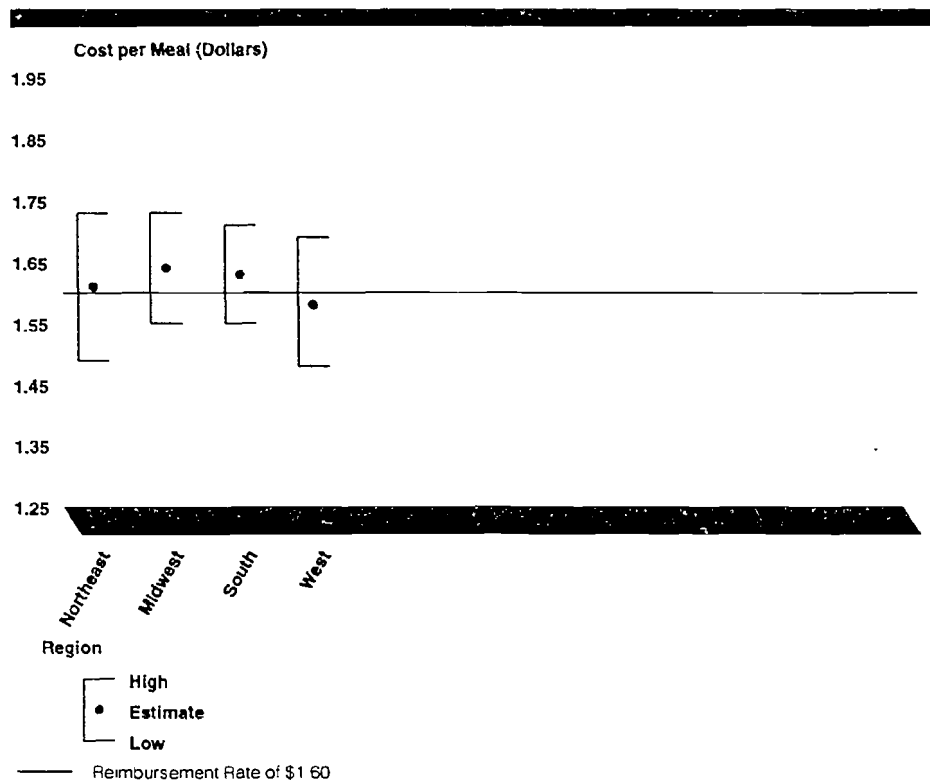 Cost per Meal (Dollars)
1.95
1.85
1.75
1.65
1.55
1.45
1.35
1.25
Northeast
Midwest
South
West
Region
High
Estimate
Low
Reimbursement Rate of $1 60